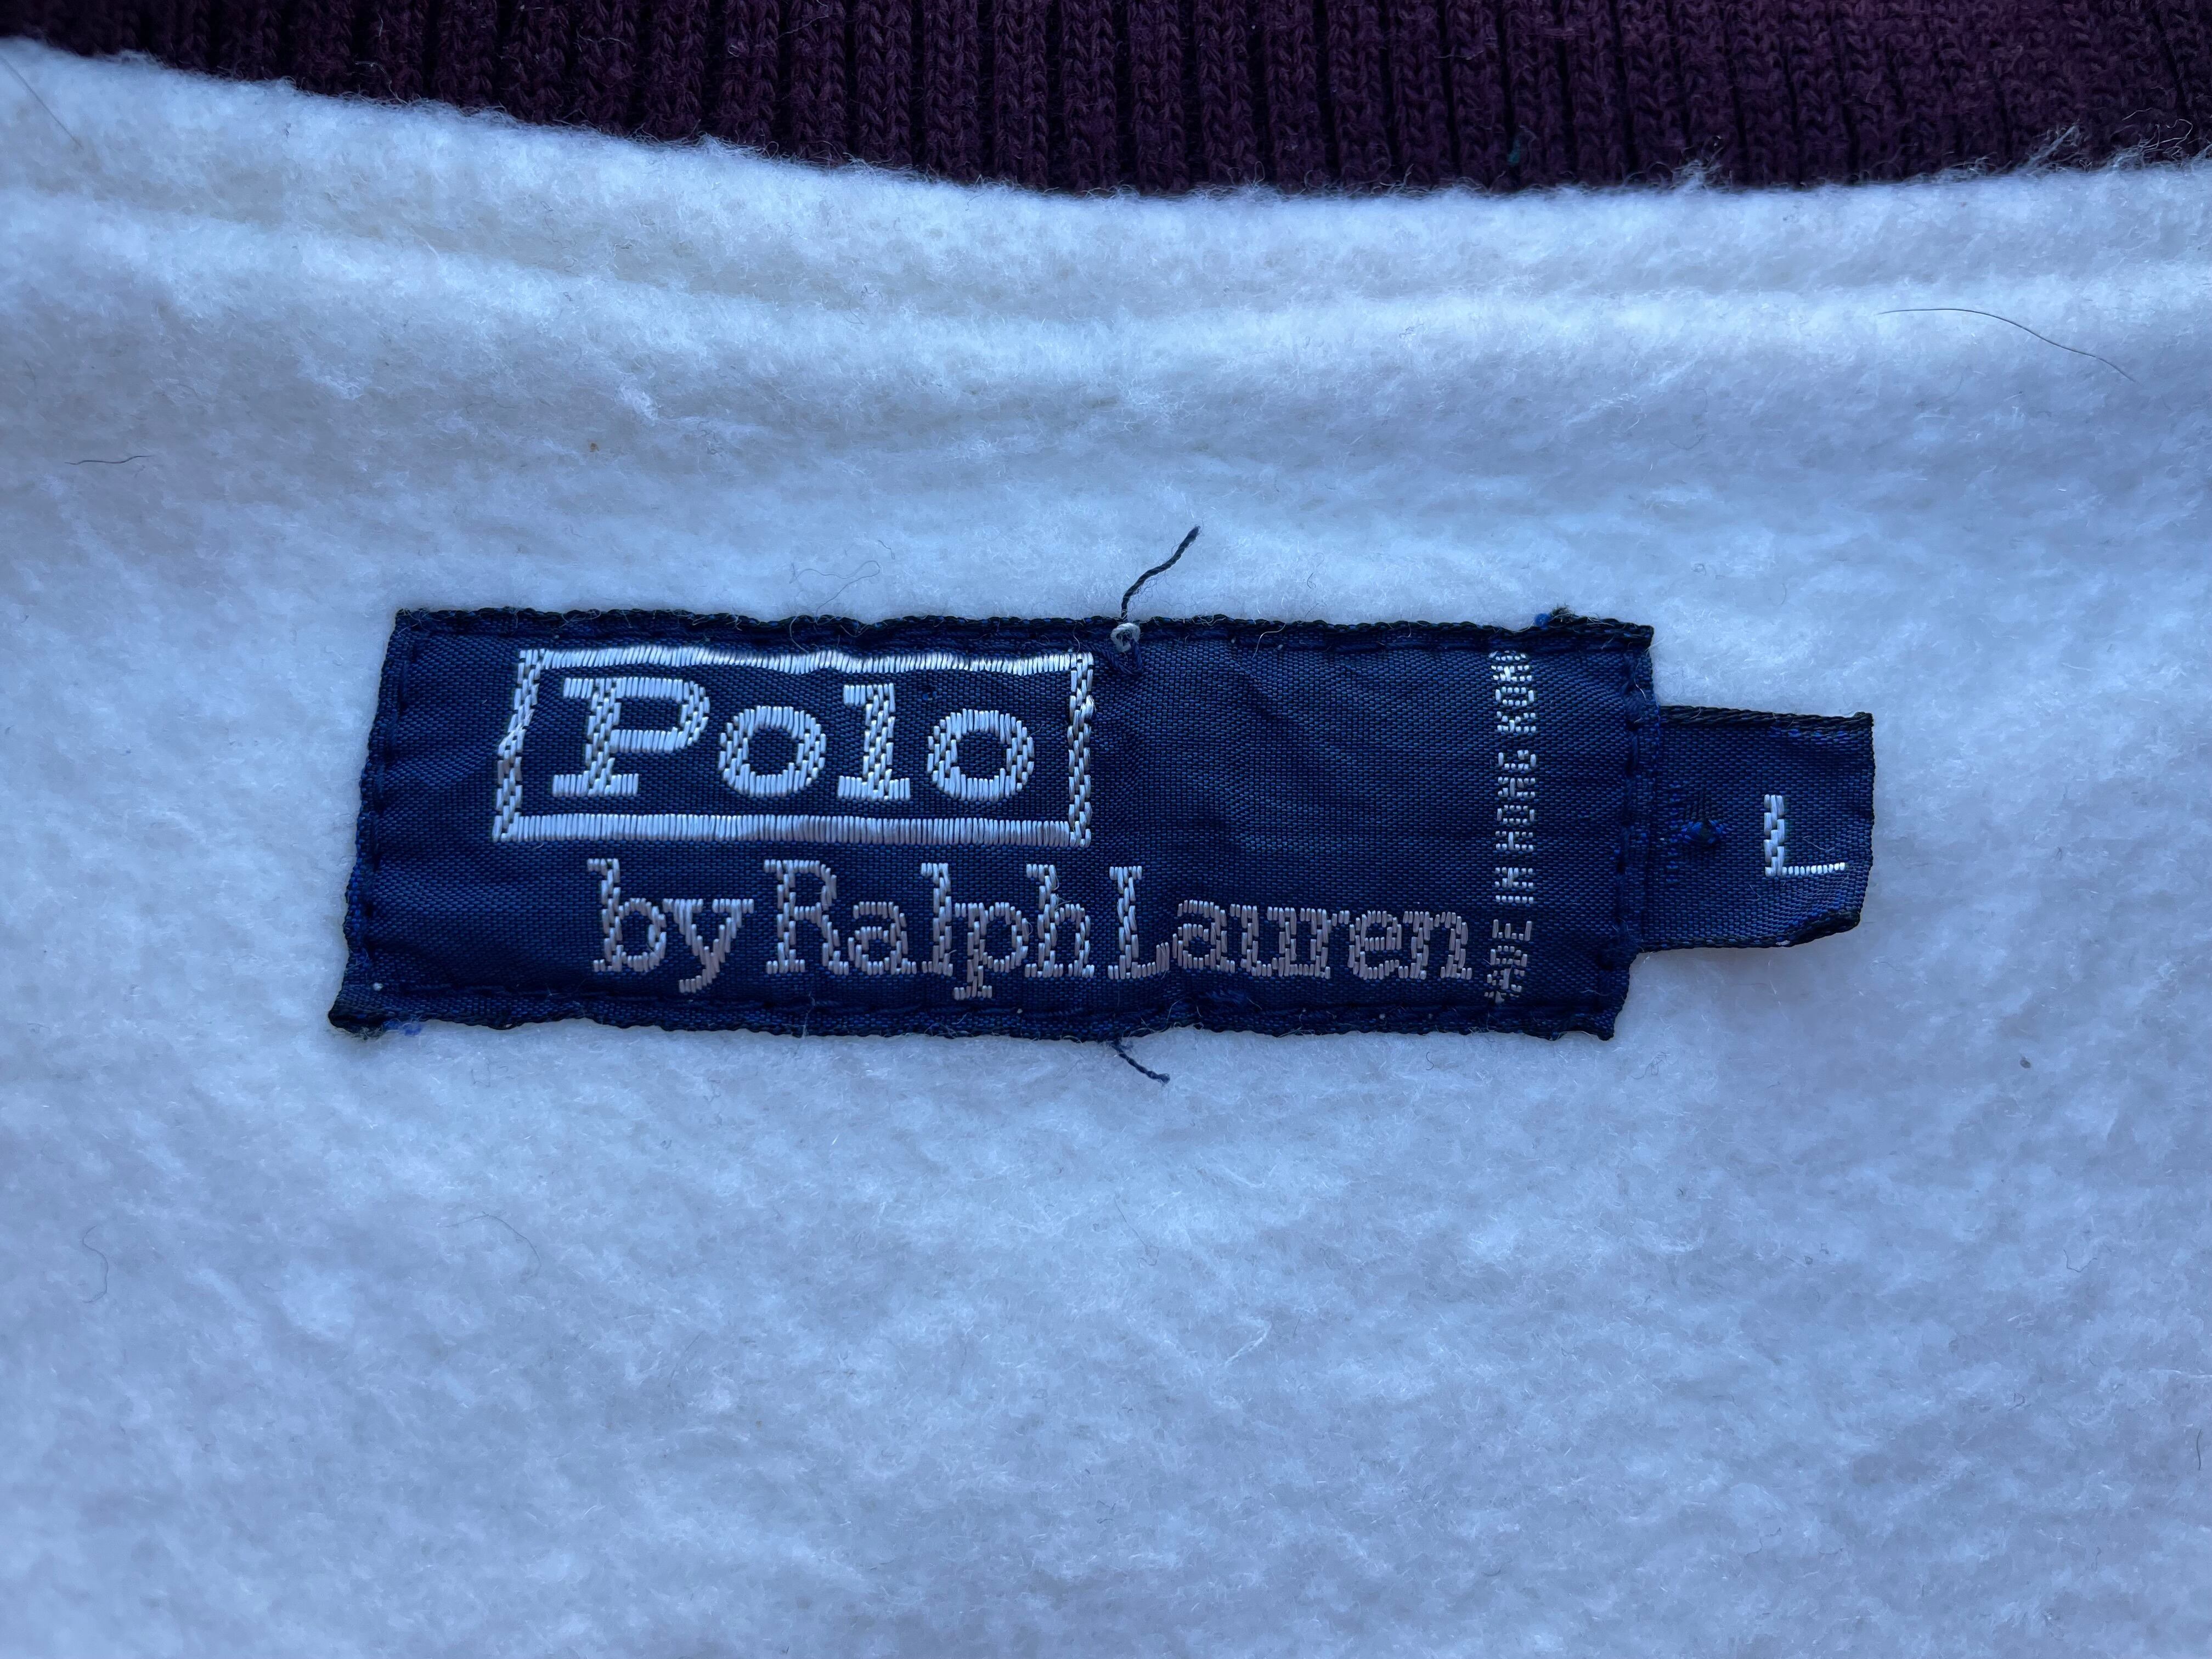 Polo
by Ralph Lauren
MADE IN HONG KONG
L